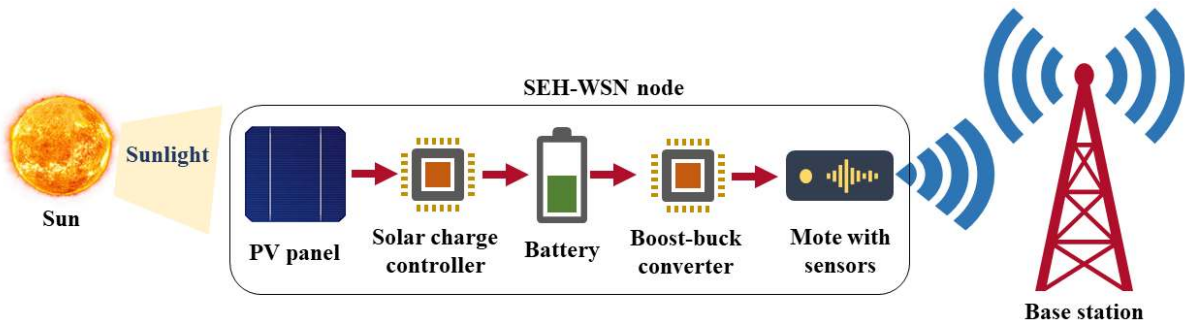 SEH-WSN node
Sunlight
Sun
PV panel
Solar charge
controller
Battery
Boost-buck
converter
Mote with
sensors
Base station